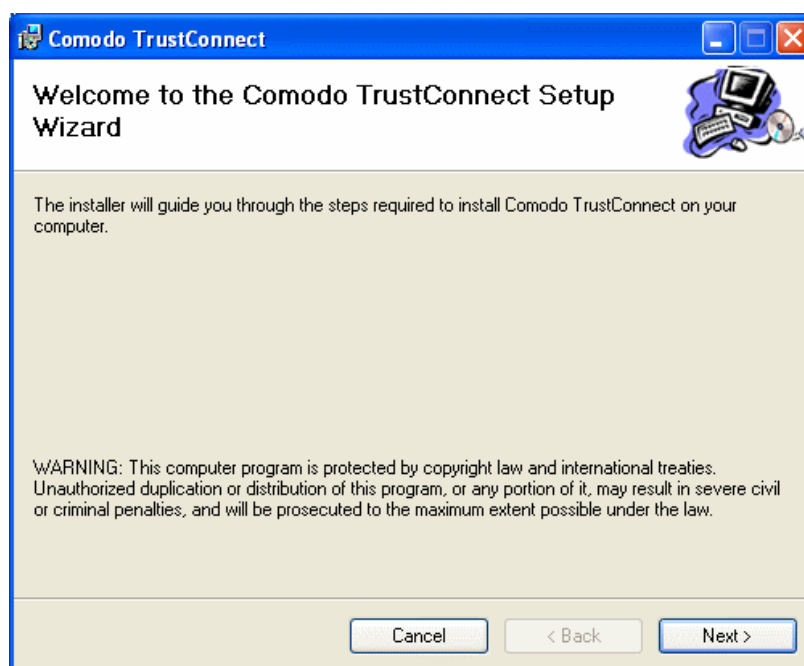 Comodo TrustConnect
Welcome to the Comodo TrustConnect Setup
Wizard
The installer will guide you through the steps required to install Comodo TrustConnect on your
computer.
WARNING: This computer program is protected by copyright law and international treaties.
Unauthorized duplication or distribution of this program, or any portion of it, may result in severe civil
or criminal penalties, and will be prosecuted to the maximum extent possible under the law.
Cancel
< Back
Next >